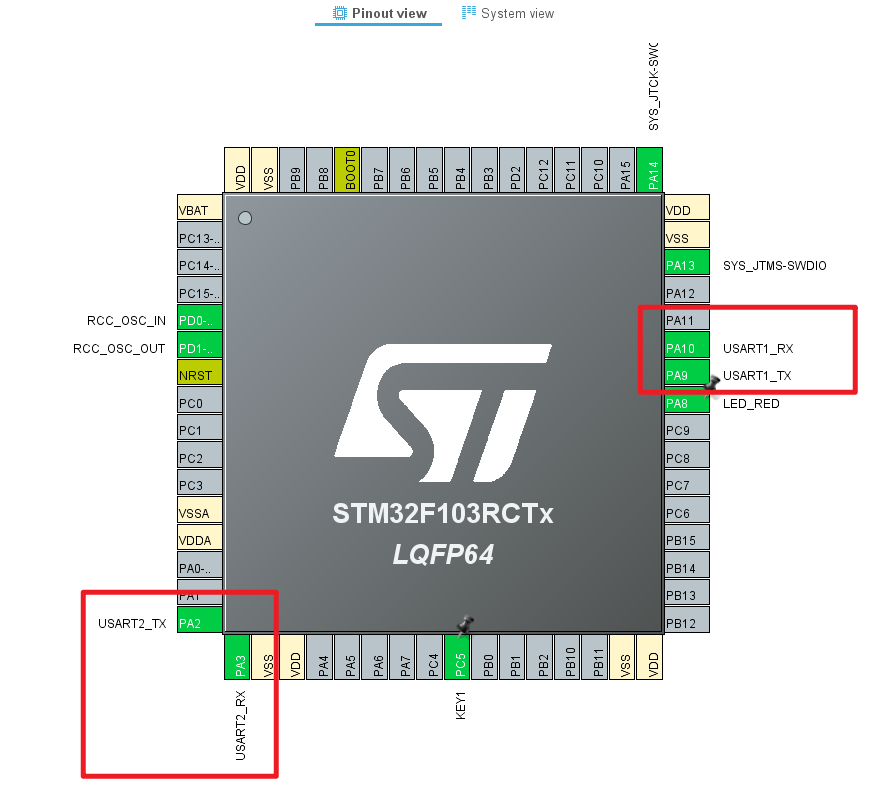 Pinout view
System view
SYS_JTCK-SWC
VDD
VSS
PB9
PB8
BOOT0
PB7
PB6
PB5
PB4
PB3
PD2
PC12
PC11
PC10
PA15
PA14
VBAT
PC13-..
PC14-..
PC15-..
RCC_OSC_IN PD0-..
RCC_OSC_OUT PD1-..
NRST
PC0
PC1
PC2
PC3
VSSA
VDDA
PA0-..
PA1
USART2_TX PA2
VDD
VSS
PA13 SYS_JTMS-SWDIO
PA12
PA11
PA10 USART1_RX
PA9 USART1_TX
PA8 LED_RED
PC9
PC8
PC7
PC6
PB15
PB14
PB13
PB12
ST
STM32F103RCTx
LQFP64
PA3
VSS
VDD
PA4
PA5
PA6
PA7
PC4
PC5
PB0
PB1
PB2
PB10
PB11
VSS
VDD
USART2_RX
KEY1